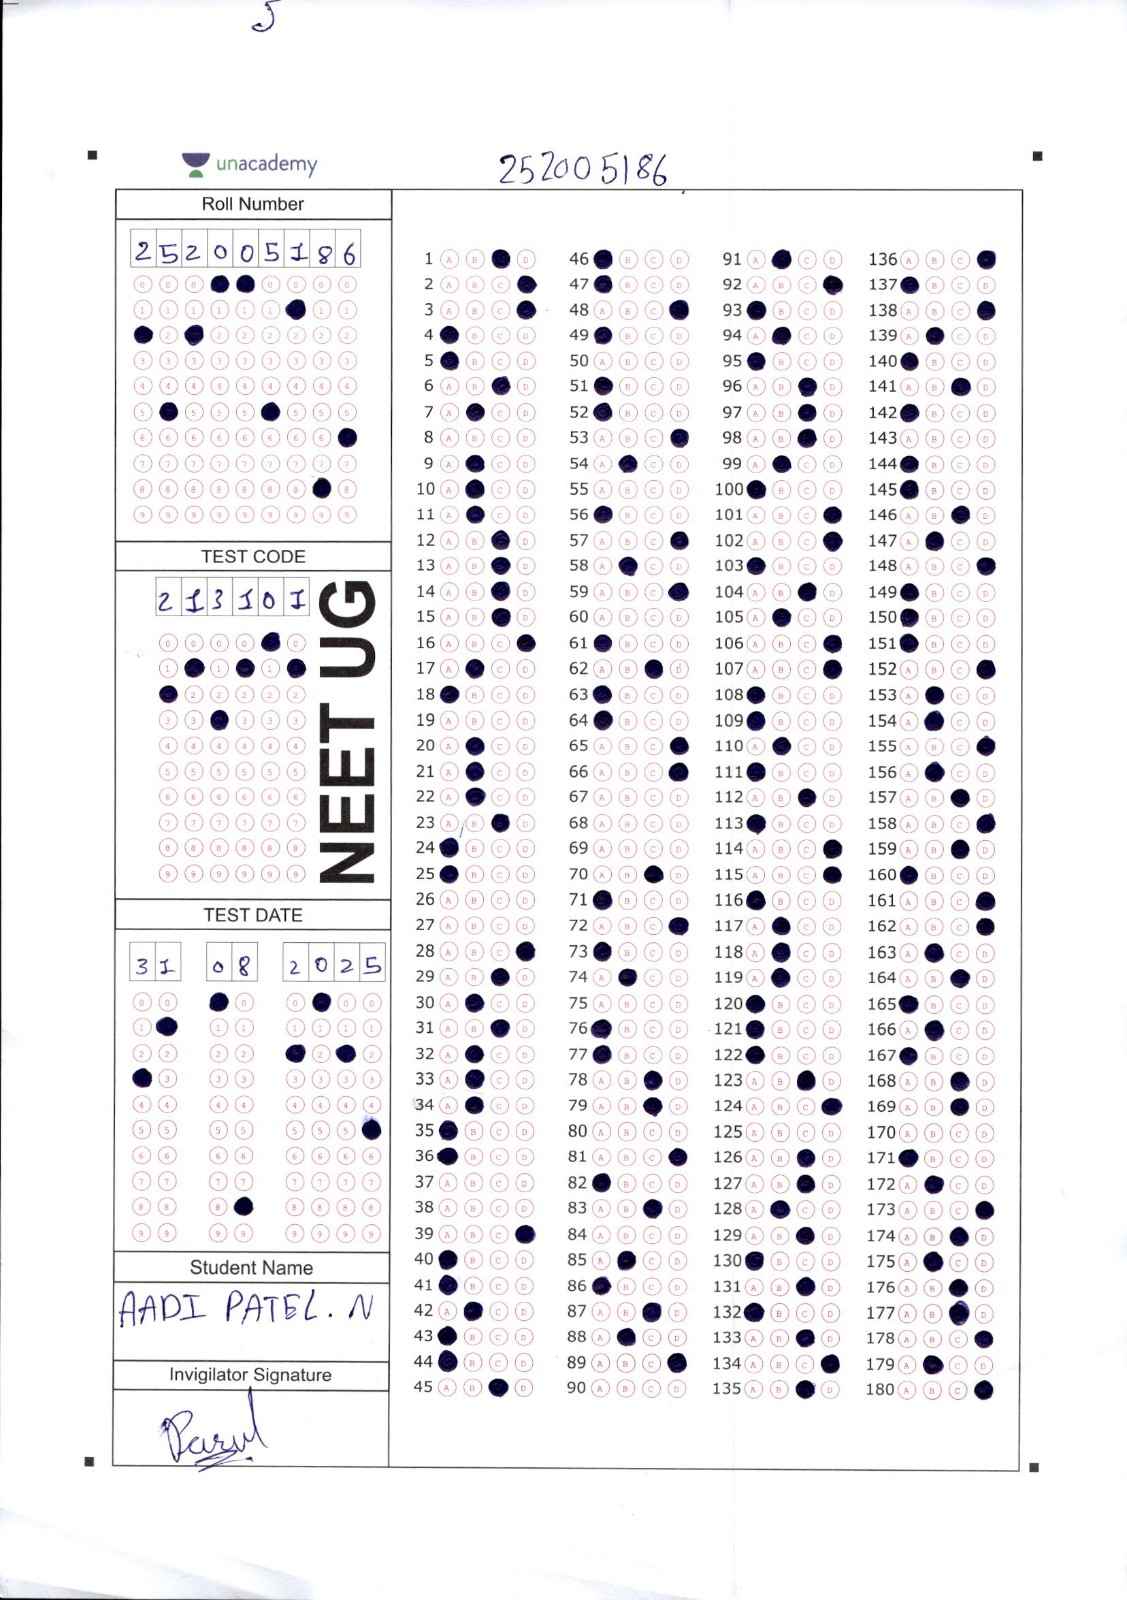 5
unacademy
252005186
Roll Number
2 5 2 0 0 5 1 8 6
TEST CODE
2 1 3 1 0 1
NEET UG
TEST DATE
3 1 0 8 2 0 2 5
Student Name
AADI PATEL. N
Invigilator Signature
Parul
1 A B D 46 B C D 91 A C D 136 A B C
2 A B C 47 B C D 92 A B C 137 B C D
3 A B C 48 A B C 93 B C D 138 A B C
4 B C D 49 B C D 94 A C D 139 A C D
5 B C D 50 A B C D 95 B C D 140 B C D
6 A B D 51 B C D 96 A B D 141 A B D
7 A C D 52 B C D 97 A B D 142 B C D
8 A B C D 53 A B C 98 A B D 143 A B C D
9 A C D 54 A C D 99 A C D 144 B C D
10 A C D 55 A B C D 100 B C D 145 B C D
11 A C D 56 B C D 101 A B C 146 A B D
12 A B D 57 A B C 102 A B C 147 A C D
13 A B D 58 A C D 103 B C D 148 A B C
14 A B D 59 A B C 104 A B D 149 B C D
15 A B D 60 A B C D 105 A C D 150 B C D
16 A B C 61 B C D 106 A B C 151 B C D
17 A C D 62 A B D 107 A B C 152 A B C
18 B C D 63 B C D 108 B C D 153 A C D
19 A B C D 64 B C D 109 B C D 154 A C D
20 A C D 65 A B C 110 A C D 155 A B C
21 A C D 66 A B C 111 B C D 156 A C D
22 A C D 67 A B C D 112 A B D 157 A B D
23 A B D 68 A B C D 113 B C D 158 A B C
24 B C D 69 A B C D 114 A B C 159 A B D
25 B C D 70 A B D 115 A B C 160 B C D
26 A B C D 71 B C D 116 B C D 161 A B C
27 A B C D 72 A B C 117 A C D 162 A B C
28 A B C 73 B C D 118 A C D 163 A C D
29 A B D 74 A C D 119 A C D 164 A B D
30 A C D 75 A B C D 120 B C D 165 B C D
31 A B D 76 B C D 121 B C D 166 A C D
32 A C D 77 B C D 122 B C D 167 B C D
33 A C D 78 A B D 123 A B D 168 A B D
34 A C D 79 A B D 124 A B C 169 A B D
35 B C D 80 A B C D 125 A B C D 170 A B C D
36 B C D 81 A B C 126 A B D 171 B C D
37 A B C D 82 B C D 127 A B D 172 A C D
38 A B C D 83 A B D 128 A C D 173 A B C
39 A B C 84 A B C D 129 A B D 174 A B D
40 B C D 85 A C D 130 B C D 175 A C D
41 B C D 86 B C D 131 A B D 176 A B D
42 A C D 87 A B D 132 B C D 177 A B D
43 B C D 88 A C D 133 A B D 178 A B C
44 B C D 89 A B C 134 A B C 179 A C D
45 A B D 90 A B C D 135 A B D 180 A B C